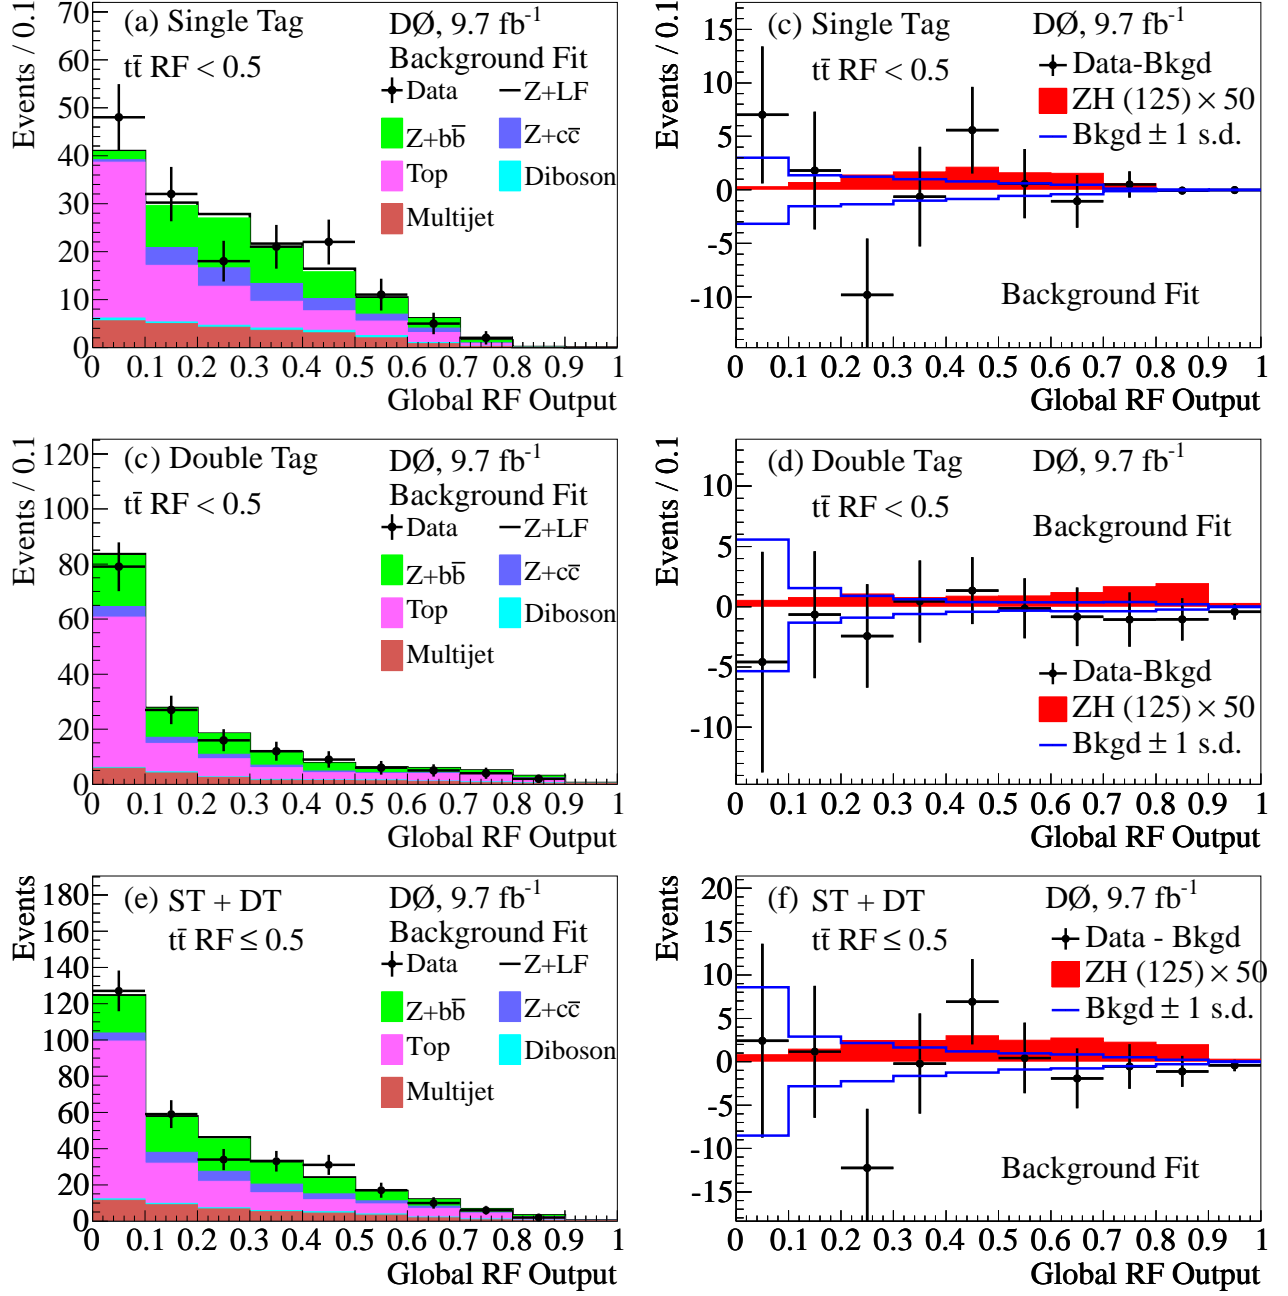 Events / 0.1
70
60
50
40
30
20
10
0
(a) Single Tag
tt̅ RF < 0.5
DØ, 9.7 fb⁻¹
Background Fit
Data
Z+LF
Z+bb̅
Z+cc̅
Top
Diboson
Multijet
0 0.1 0.2 0.3 0.4 0.5 0.6 0.7 0.8 0.9 1
Global RF Output
Events / 0.1
15
10
5
0
-5
-10
(c) Single Tag
tt̅ RF < 0.5
DØ, 9.7 fb⁻¹
Data-Bkgd
ZH (125) × 50
Bkgd ± 1 s.d.
Background Fit
0 0.1 0.2 0.3 0.4 0.5 0.6 0.7 0.8 0.9 1
Global RF Output
Events / 0.1
120
100
80
60
40
20
0
(c) Double Tag
tt̅ RF < 0.5
DØ, 9.7 fb⁻¹
Background Fit
Data
Z+LF
Z+bb̅
Z+cc̅
Top
Diboson
Multijet
0 0.1 0.2 0.3 0.4 0.5 0.6 0.7 0.8 0.9 1
Global RF Output
Events / 0.1
10
5
0
-5
-10
(d) Double Tag
tt̅ RF < 0.5
DØ, 9.7 fb⁻¹
Background Fit
Data-Bkgd
ZH (125) × 50
Bkgd ± 1 s.d.
0 0.1 0.2 0.3 0.4 0.5 0.6 0.7 0.8 0.9 1
Global RF Output
Events
180
160
140
120
100
80
60
40
20
0
(e) ST + DT
tt̅ RF ≤ 0.5
DØ, 9.7 fb⁻¹
Background Fit
Data
Z+LF
Z+bb̅
Z+cc̅
Top
Diboson
Multijet
0 0.1 0.2 0.3 0.4 0.5 0.6 0.7 0.8 0.9 1
Global RF Output
Events
20
15
10
5
0
-5
-10
-15
(f) ST + DT
tt̅ RF ≤ 0.5
DØ, 9.7 fb⁻¹
Data - Bkgd
ZH (125) × 50
Bkgd ± 1 s.d.
Background Fit
0 0.1 0.2 0.3 0.4 0.5 0.6 0.7 0.8 0.9 1
Global RF Output